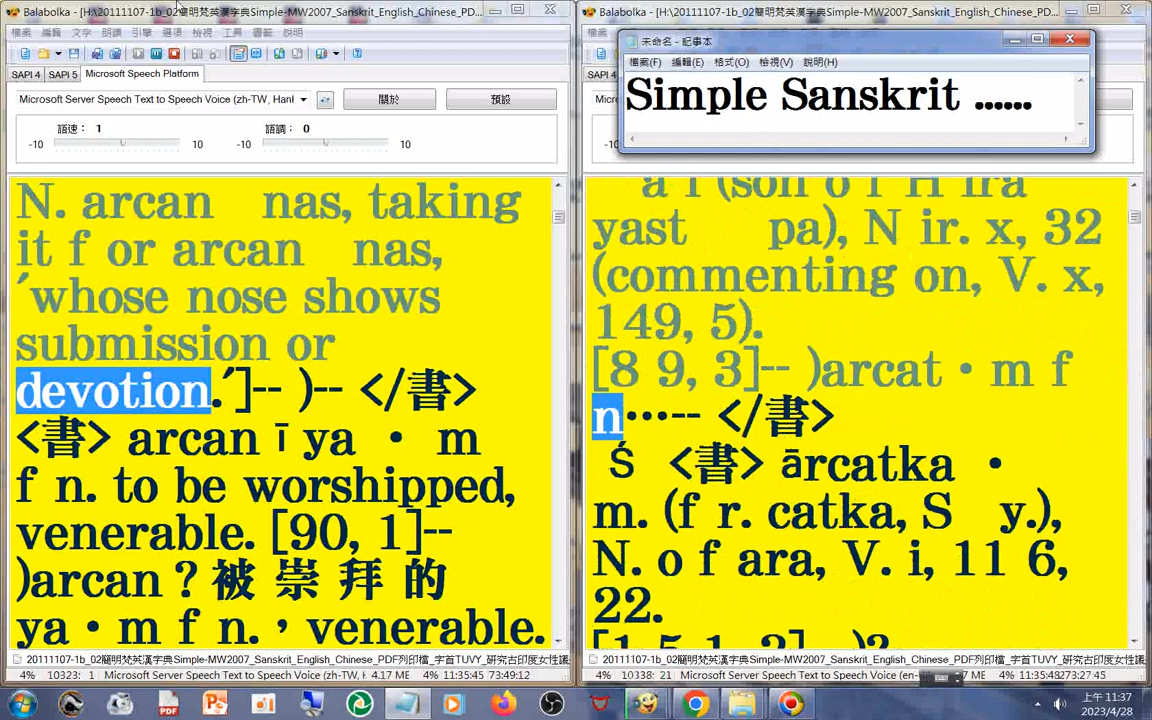 Balabolka - [H:\20111107-1b_02簡明梵英漢字典Simple-MW2007_Sanskrit_English_Chinese_PD...
檔案 編輯 文字 朗讀 引擎 選項 檢視 工具 書籤 說明
SAPI 4 SAPI 5 Microsoft Speech Platform
Microsoft Server Speech Text to Speech Voice (zh-TW, HanH
關於
預設
語速： 1
語調： 0
-10 10 -10 10
N. arcan nas, taking
it f or arcan nas,
´whose nose shows
submission or
devotion.´]-- )-- </書>
<書> arcan ī ya • m
f n. to be worshipped,
venerable. [90, 1]--
)arcan ? 被 崇 拜 的
ya • m f n. , venerable.
20111107-1b_02簡明梵英漢字典Simple-MW2007_Sanskrit_English_Chinese_PDF列印檔_字首TUVY_研究古印度女性議
4% 10323: 1 Modified 4.17 ME 4% 11:35:45 73:49:12 Microsoft Server Speech Text to Speech Voice (zh-TW,
Balabolka - [H:\20111107-1b_02簡明梵英漢字典Simple-MW2007_Sanskrit_English_Chinese_PD...
檔案
SAPI 4
Micr
未命名 - 記事本
檔案(F) 編輯(E) 格式(O) 檢視(V) 說明(H)
Simple Sanskrit ......
-10
a i (son o f H ira
yast pa), N ir. x, 32
(commenting on, V. x,
149, 5).
[8 9, 3]-- )arcat • m f
n···-- </書>
Ś <書> ārcatka •
m. (f r. catka, S y.),
N. o f ara, V. i, 11 6,
22.
20111107-1b_02簡明梵英漢字典Simple-MW2007_Sanskrit_English_Chinese_PDF列印檔_字首TUVY_研究古印度女性議
4% 10338: 21 Modified 4.17 ME 4% 11:35:48 Microsoft Server Speech Text to Speech Voice (zh-TW,
上午 11:37
2023/4/28